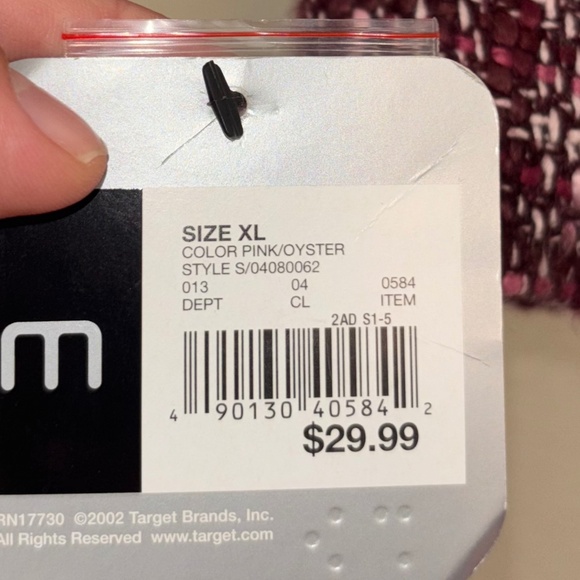 SIZE XL
COLOR PINK/OYSTER
STYLE S/04080062
013 04 0584
DEPT CL ITEM
2AD S1-5
4 90130 40584 2
$29.99
m
RN17730 ©2002 Target Brands, Inc.
All Rights Reserved www.target.com